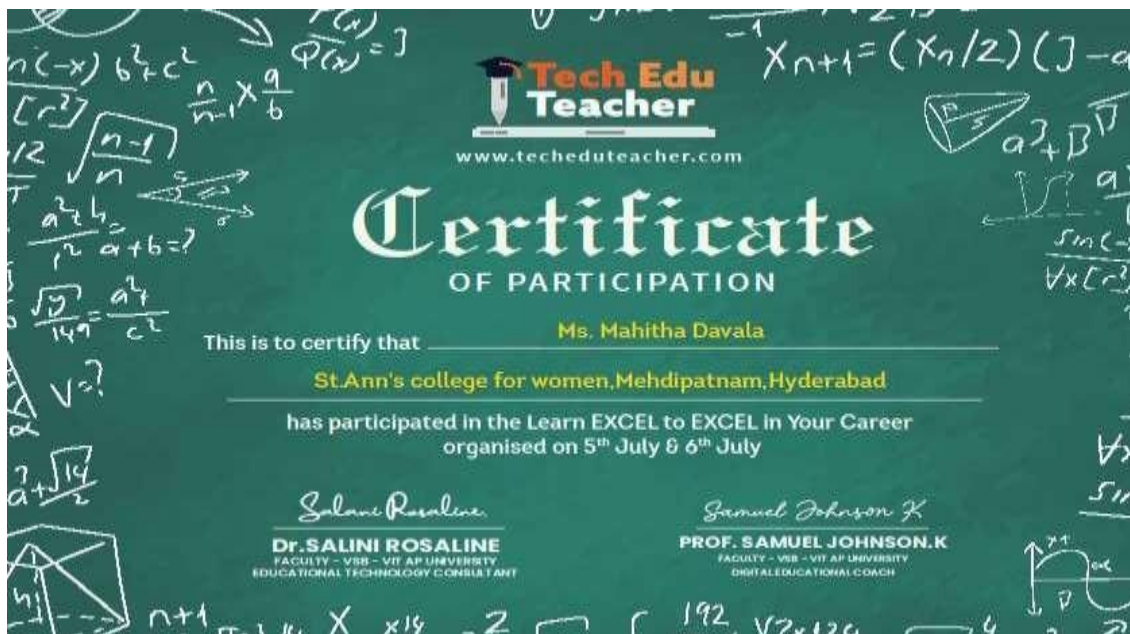 Tech Edu
Teacher
www.techeduteacher.com
Certificate
OF PARTICIPATION
This is to certify that Ms. Mahitha Davala
St.Ann's college for women,Mehdipatnam,Hyderabad
has participated in the Learn EXCEL to EXCEL in Your Career
organised on 5th July & 6th July
Salani Rosaline. Samuel Johnson K
Dr.SALINI ROSALINE PROF. SAMUEL JOHNSON.K
FACULTY - VSB - VIT AP UNIVERSITY FACULTY - VSB - VIT AP UNIVERSITY
EDUCATIONAL TECHNOLOGY CONSULTANT DIGITAL EDUCATIONAL COACH